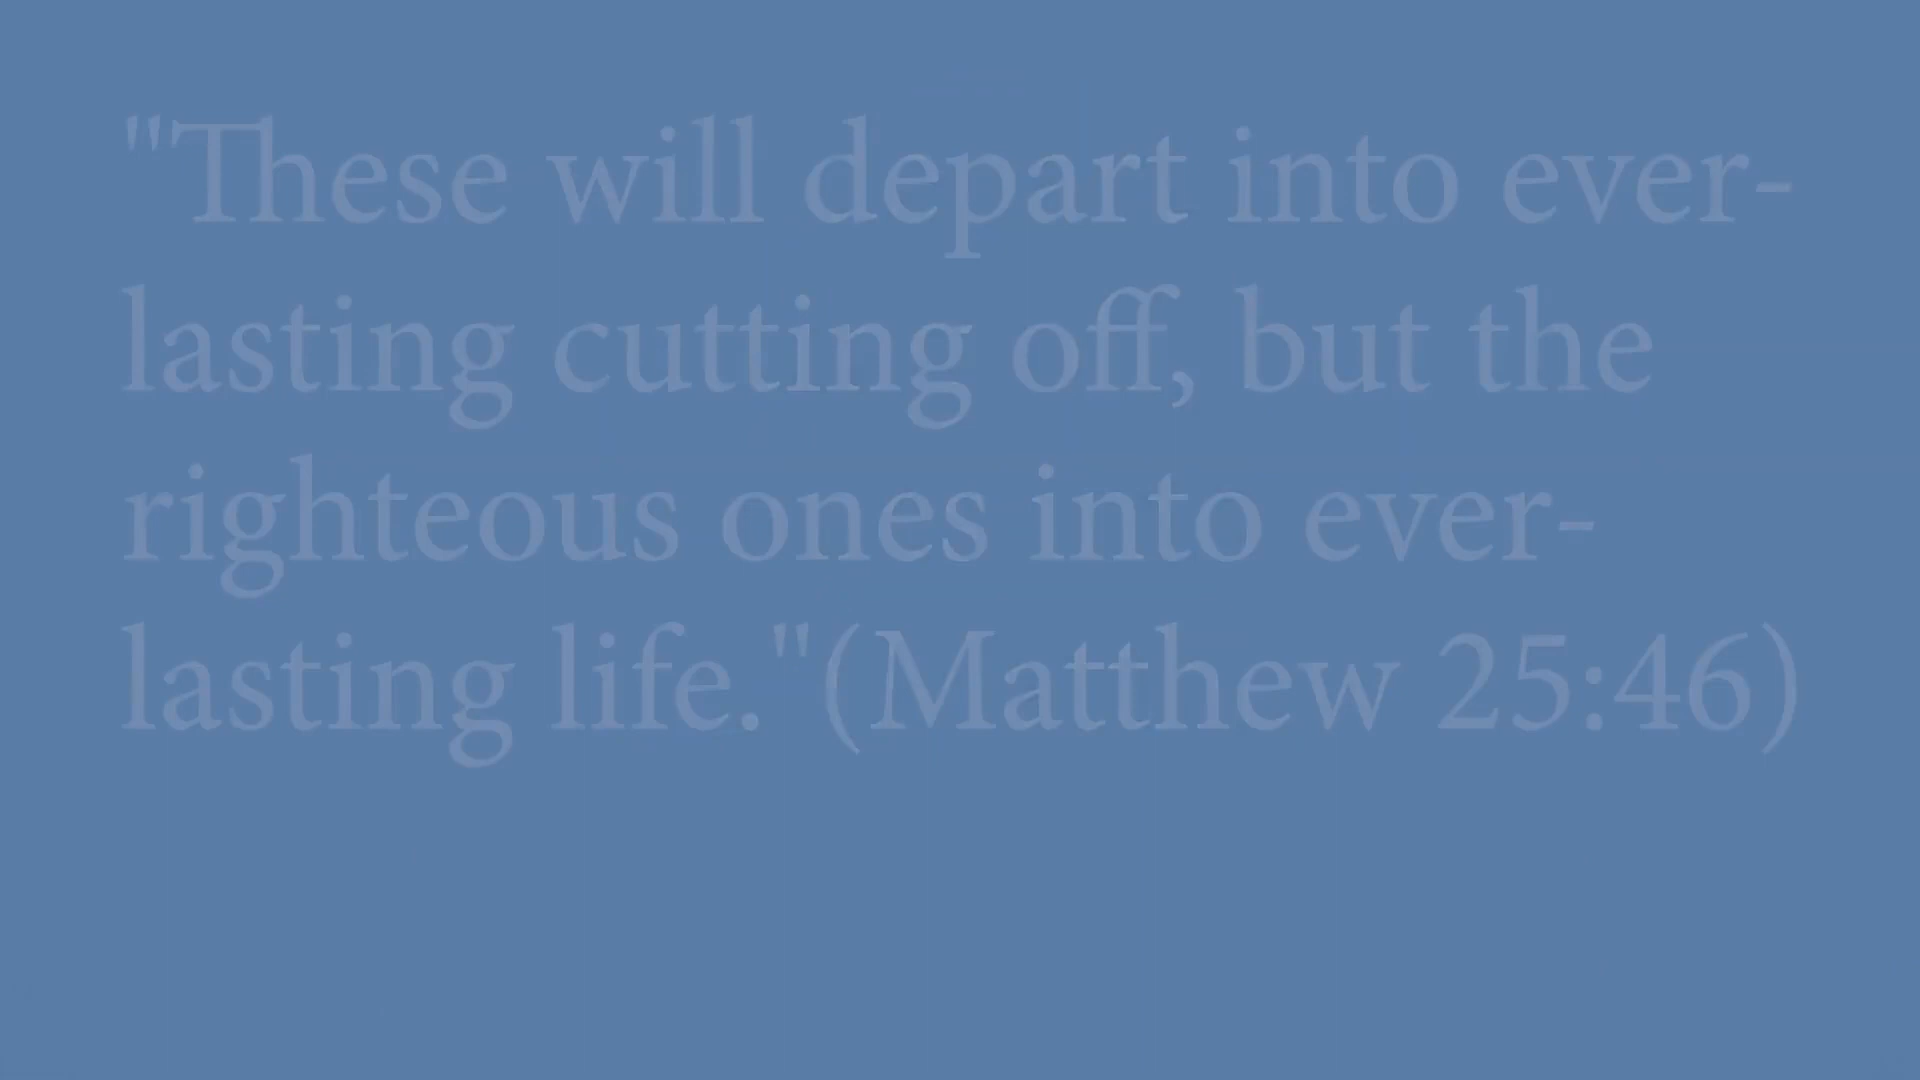 "These will depart into ever-
lasting cutting off, but the
righteous ones into ever-
lasting life."(Matthew 25:46)